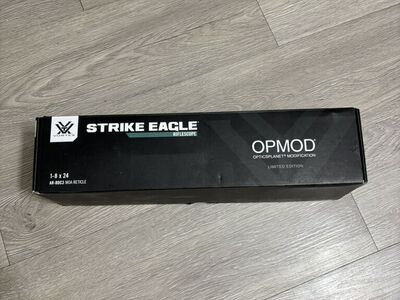 VORTEX
STRIKE EAGLE
RIFLESCOPE
OPMOD
OPTICSPLANET® MODIFICATION
LIMITED EDITION
1-8 x 24
AR-BDC3 MOA RETICLE